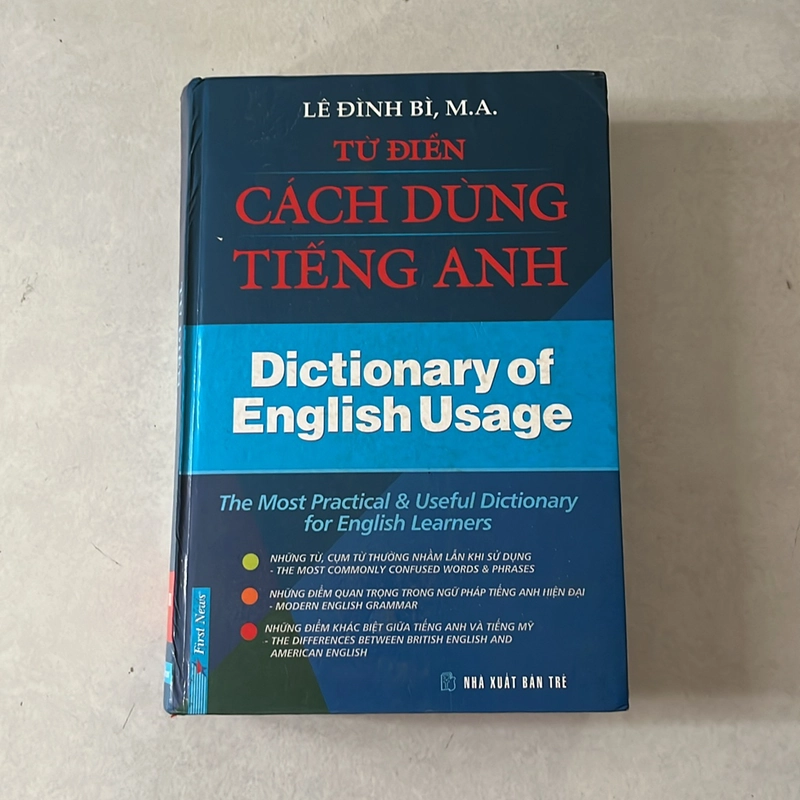 LÊ ĐÌNH BÌ, M.A.
TỪ ĐIỂN
CÁCH DÙNG
TIẾNG ANH
Dictionary of
English Usage
The Most Practical & Useful Dictionary
for English Learners
NHỮNG TỪ, CỤM TỪ THƯỜNG NHẦM LẪN KHI SỬ DỤNG
- THE MOST COMMONLY CONFUSED WORDS & PHRASES
NHỮNG ĐIỂM QUAN TRỌNG TRONG NGỮ PHÁP TIẾNG ANH HIỆN ĐẠI
- MODERN ENGLISH GRAMMAR
NHỮNG ĐIỂM KHÁC BIỆT GIỮA TIẾNG ANH VÀ TIẾNG MỸ
- THE DIFFERENCES BETWEEN BRITISH ENGLISH AND
AMERICAN ENGLISH
First News
NHÀ XUẤT BẢN TRẺ